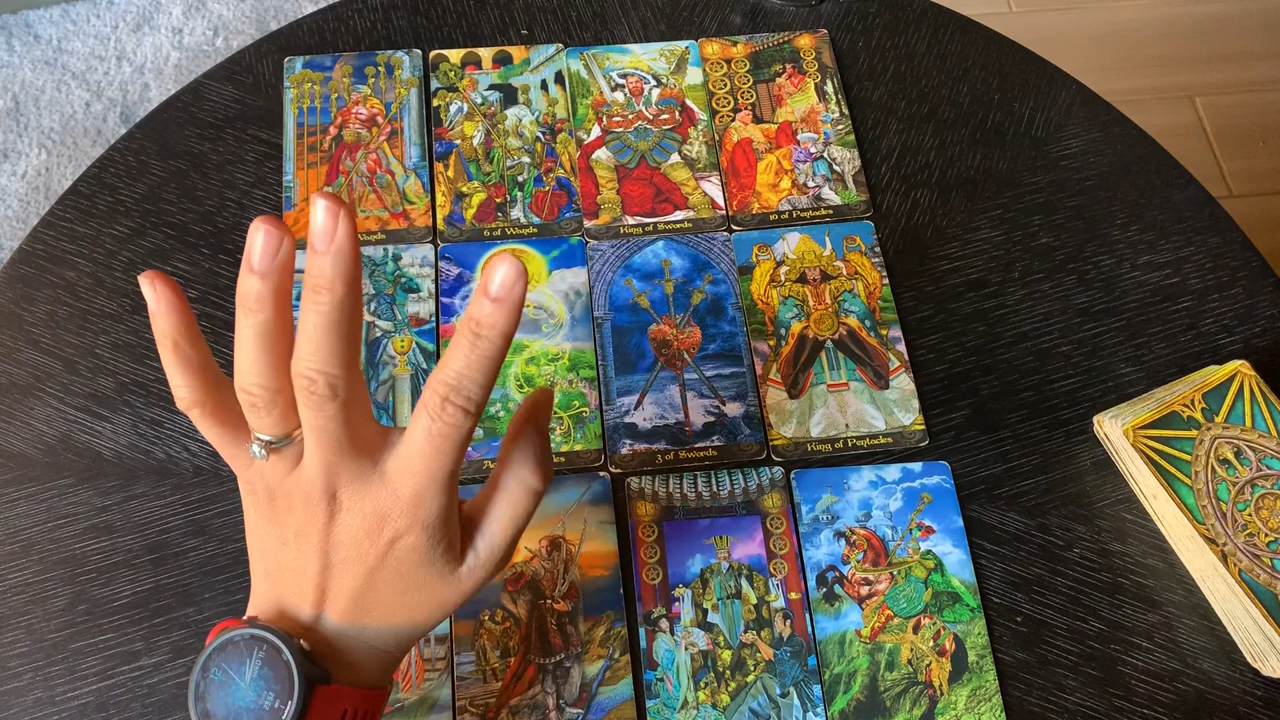 Wands
6 of Wands
King of Swords
10 of Pentacles
3 of Swords
King of Pentacles